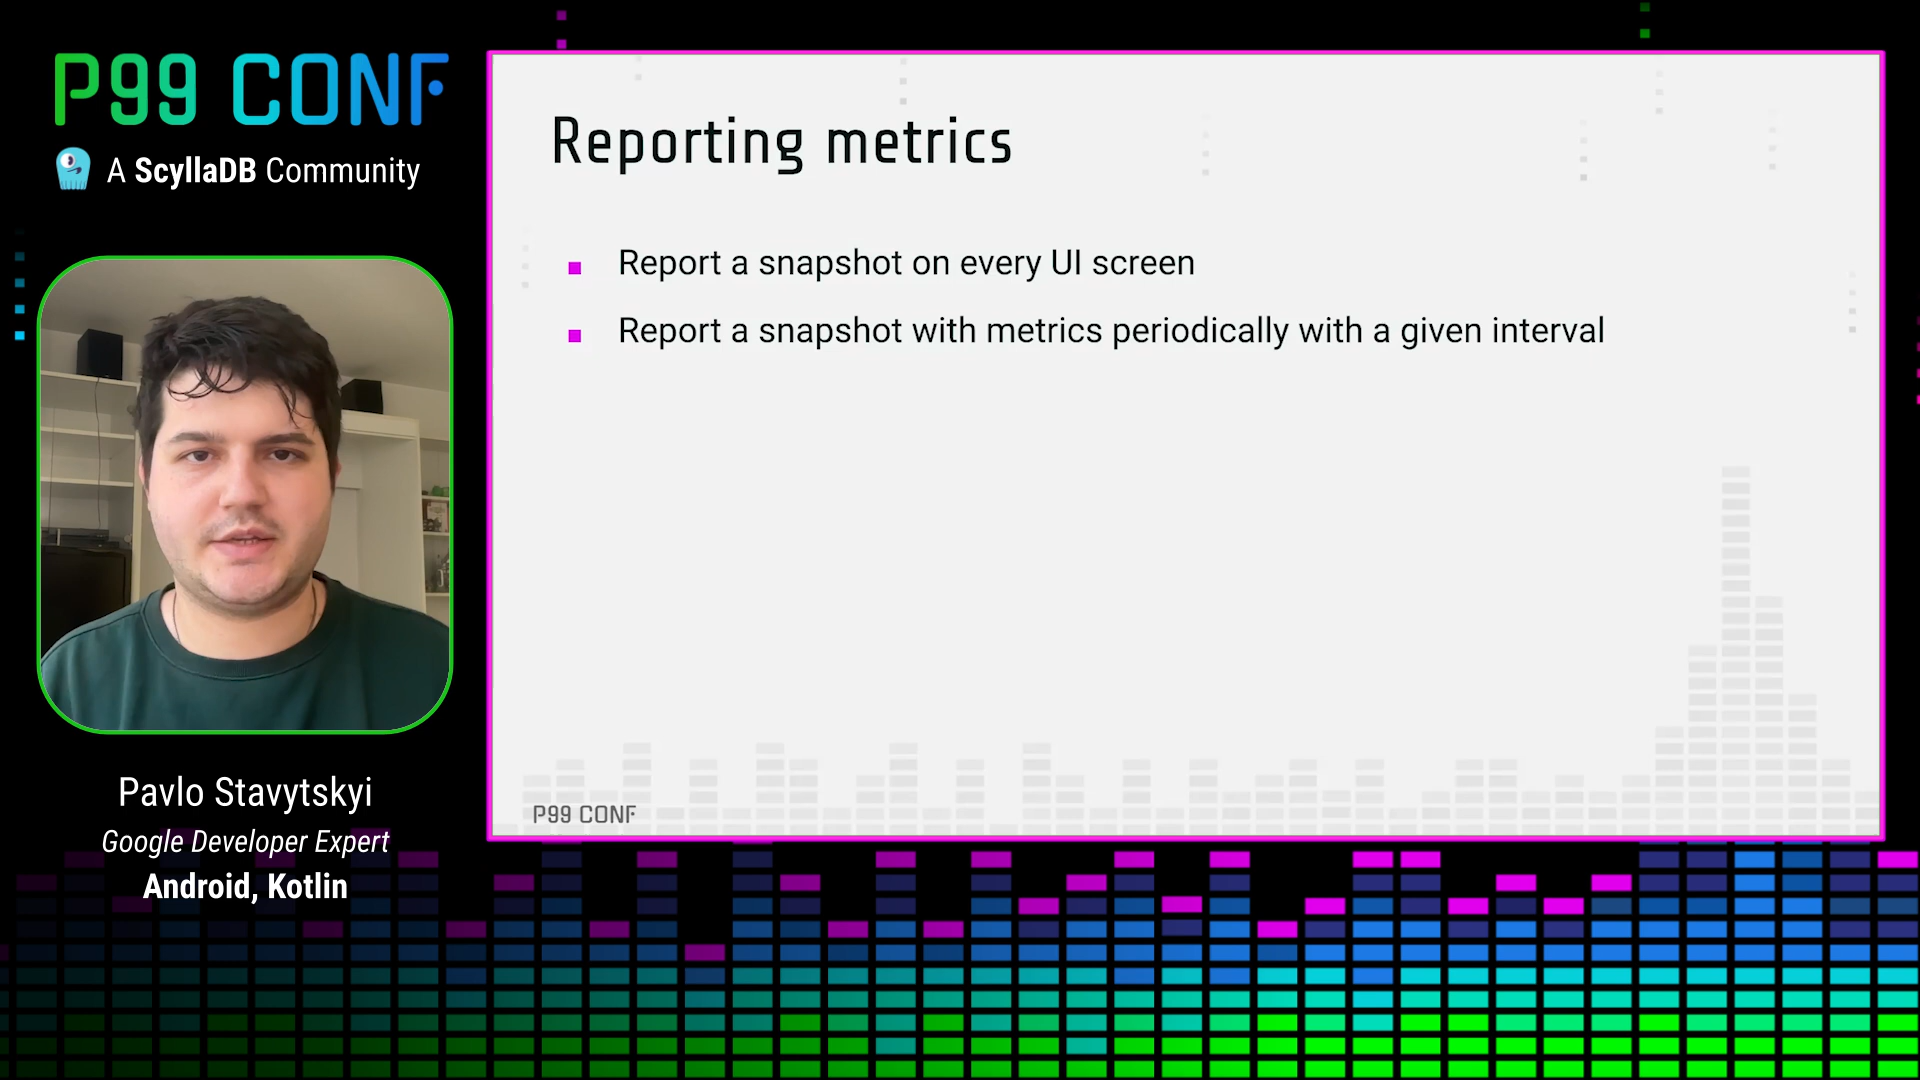 P99 CONF
A ScyllaDB Community
Reporting metrics
Report a snapshot on every UI screen
Report a snapshot with metrics periodically with a given interval
P99 CONF
Pavlo Stavytskyi
Google Developer Expert
Android, Kotlin